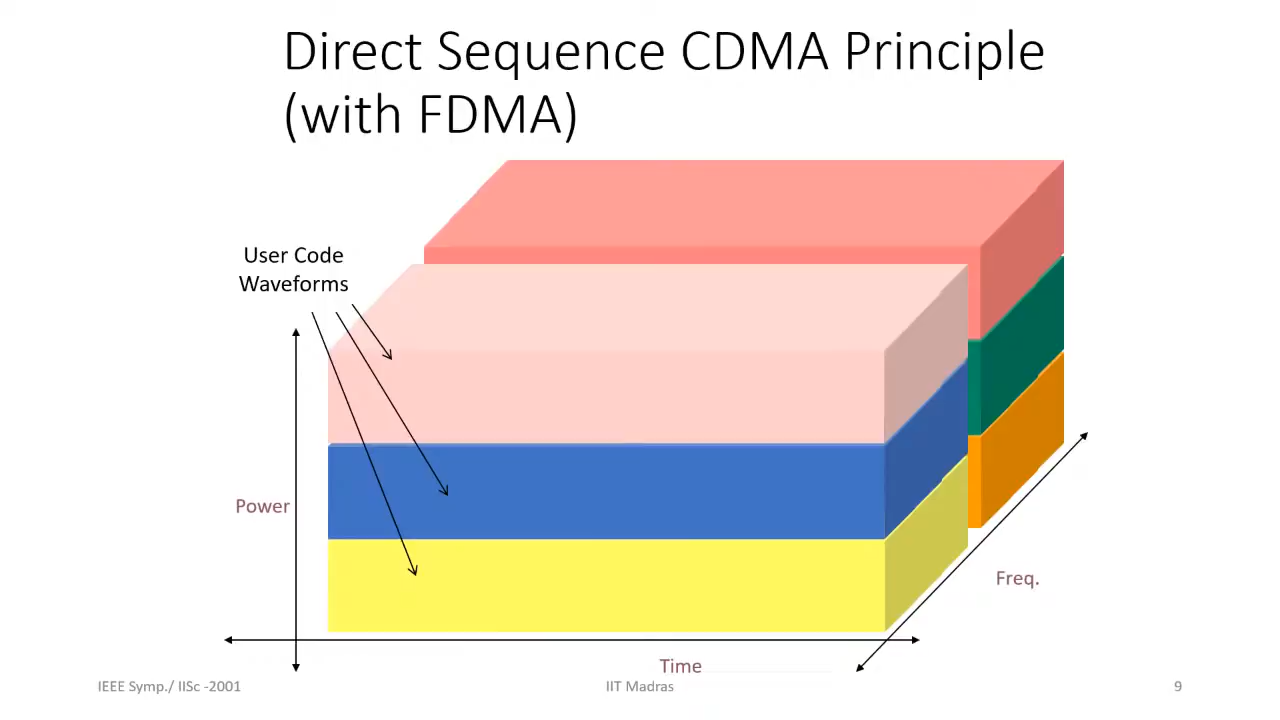 Direct Sequence CDMA Principle
(with FDMA)
User Code
Waveforms
Power
Freq.
Time
IEEE Symp./ IISc -2001
IIT Madras
9